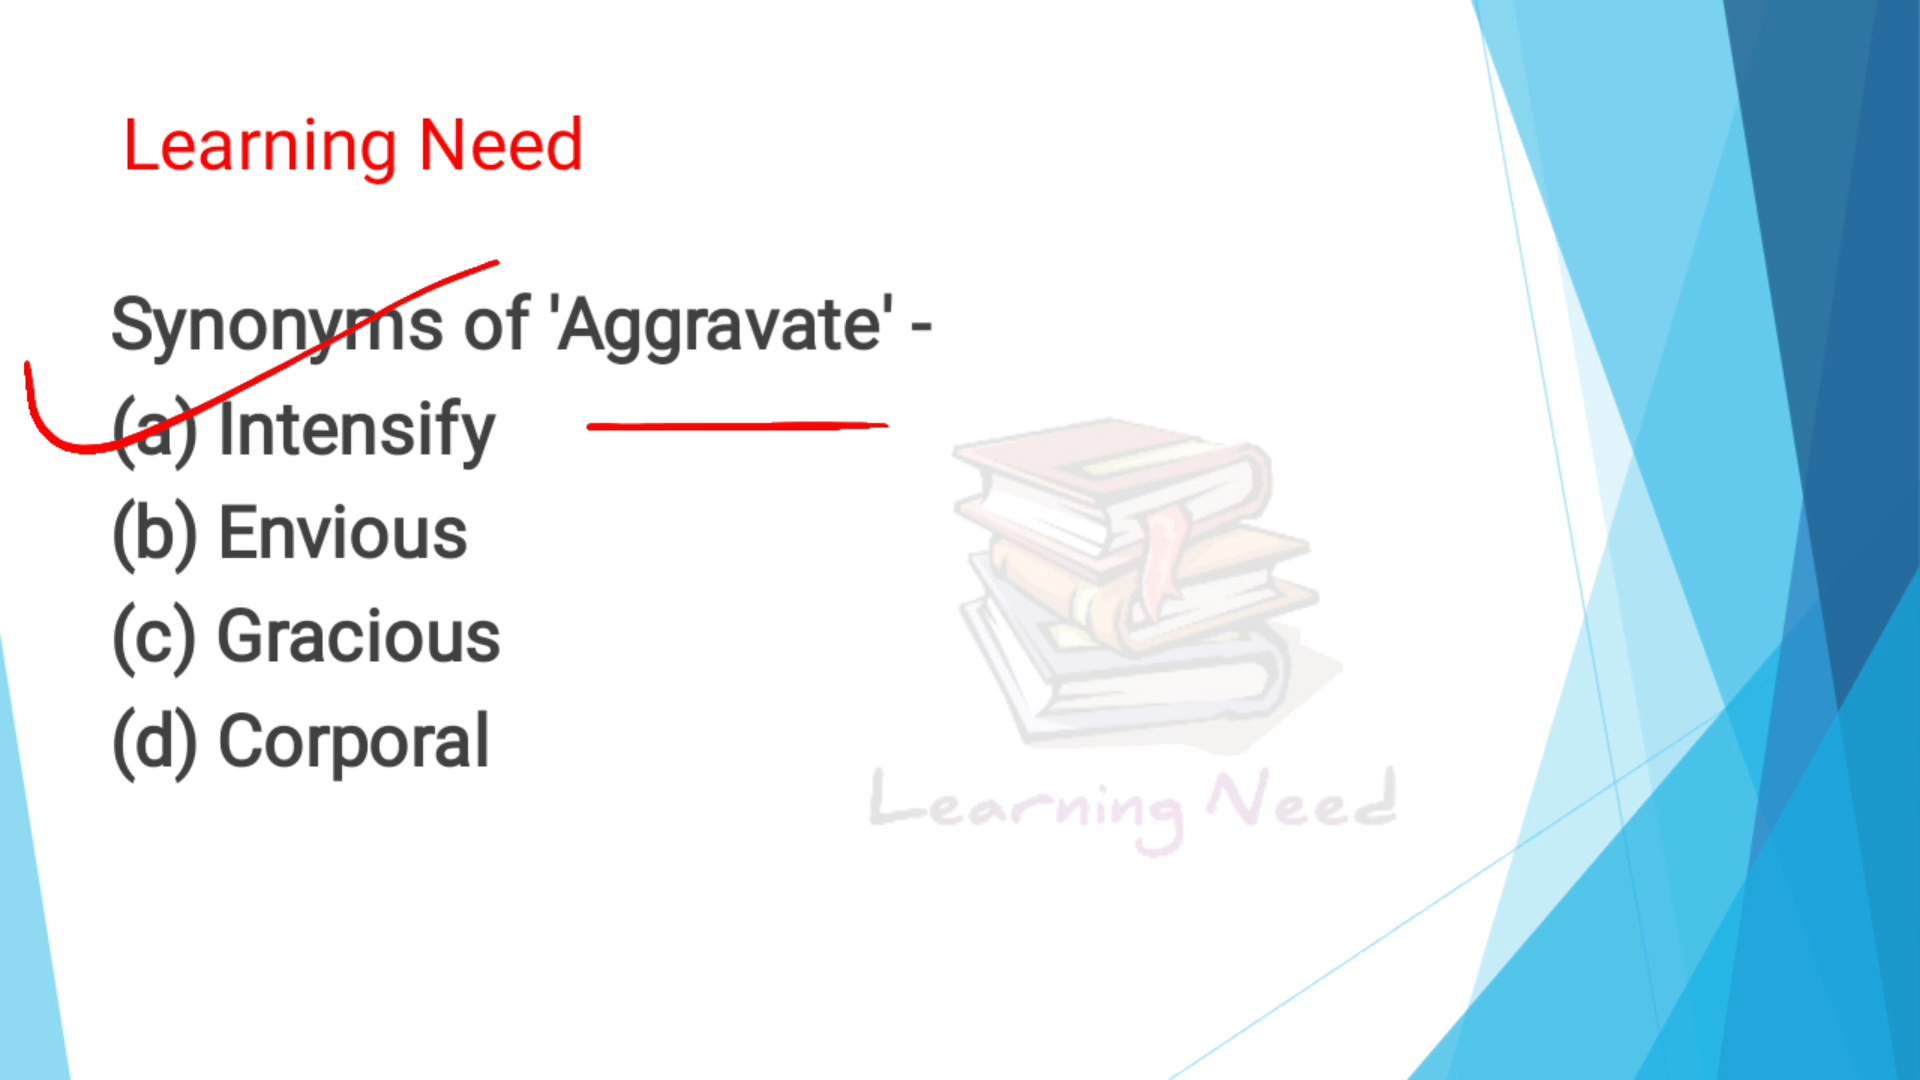 Learning Need
Synonyms of 'Aggravate' -
(a) Intensify
(b) Envious
(c) Gracious
(d) Corporal
Learning Need